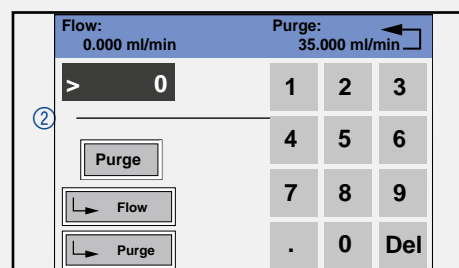 Flow: Purge:
0.000 ml/min 35.000 ml/min
> 0 1 2 3
2
4 5 6
Purge
7 8 9
Flow
Purge . 0 Del